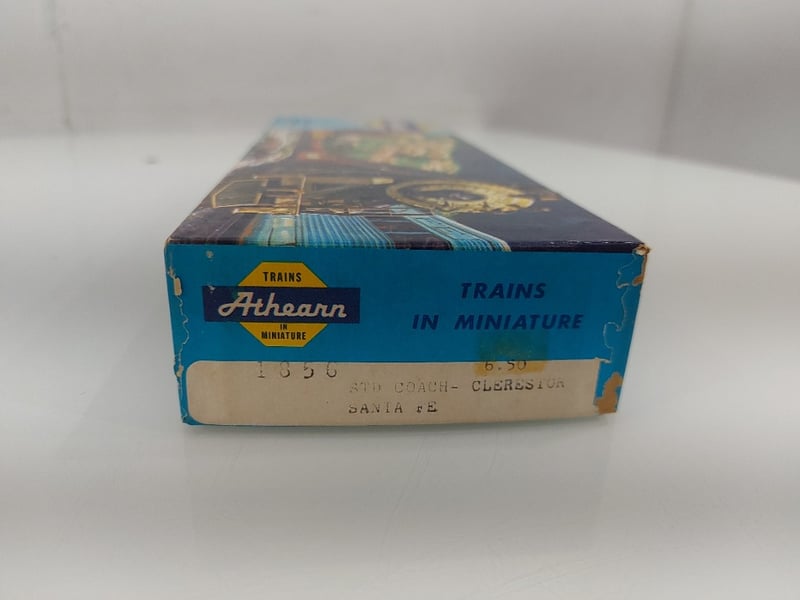 TRAINS
Athearn
IN
MINIATURE
TRAINS
IN MINIATURE
1856 6.50
STD COACH- CLERESTOR
SANTA FE